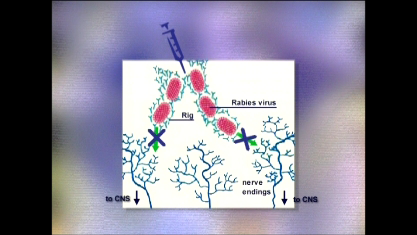 Rabies virus
Rig
nerve
endings
to CNS
to CNS